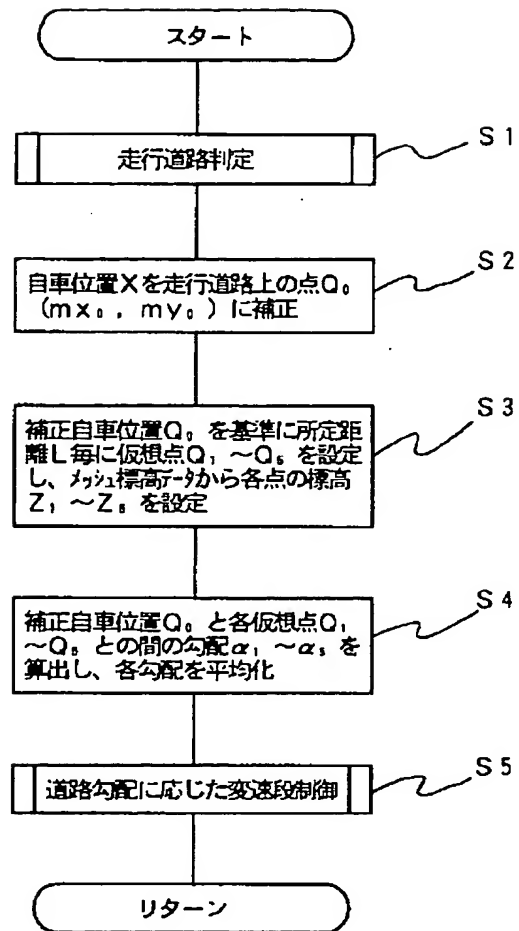 スタート
S1
走行道路判定
S2
自車位置Xを走行道路上の点Q₀
(mx₀, my₀)に補正
S3
補正自車位置Q₀を基準に所定距
離L毎に仮想点Q₁～Q₅を設定
し、メッシュ標高データから各点の標高
Z₁～Z₅を設定
S4
補正自車位置Q₀と各仮想点Q₁
～Q₅との間の勾配α₁～α₅を
算出し、各勾配を平均化
S5
道路勾配に応じた変速段制御
リターン